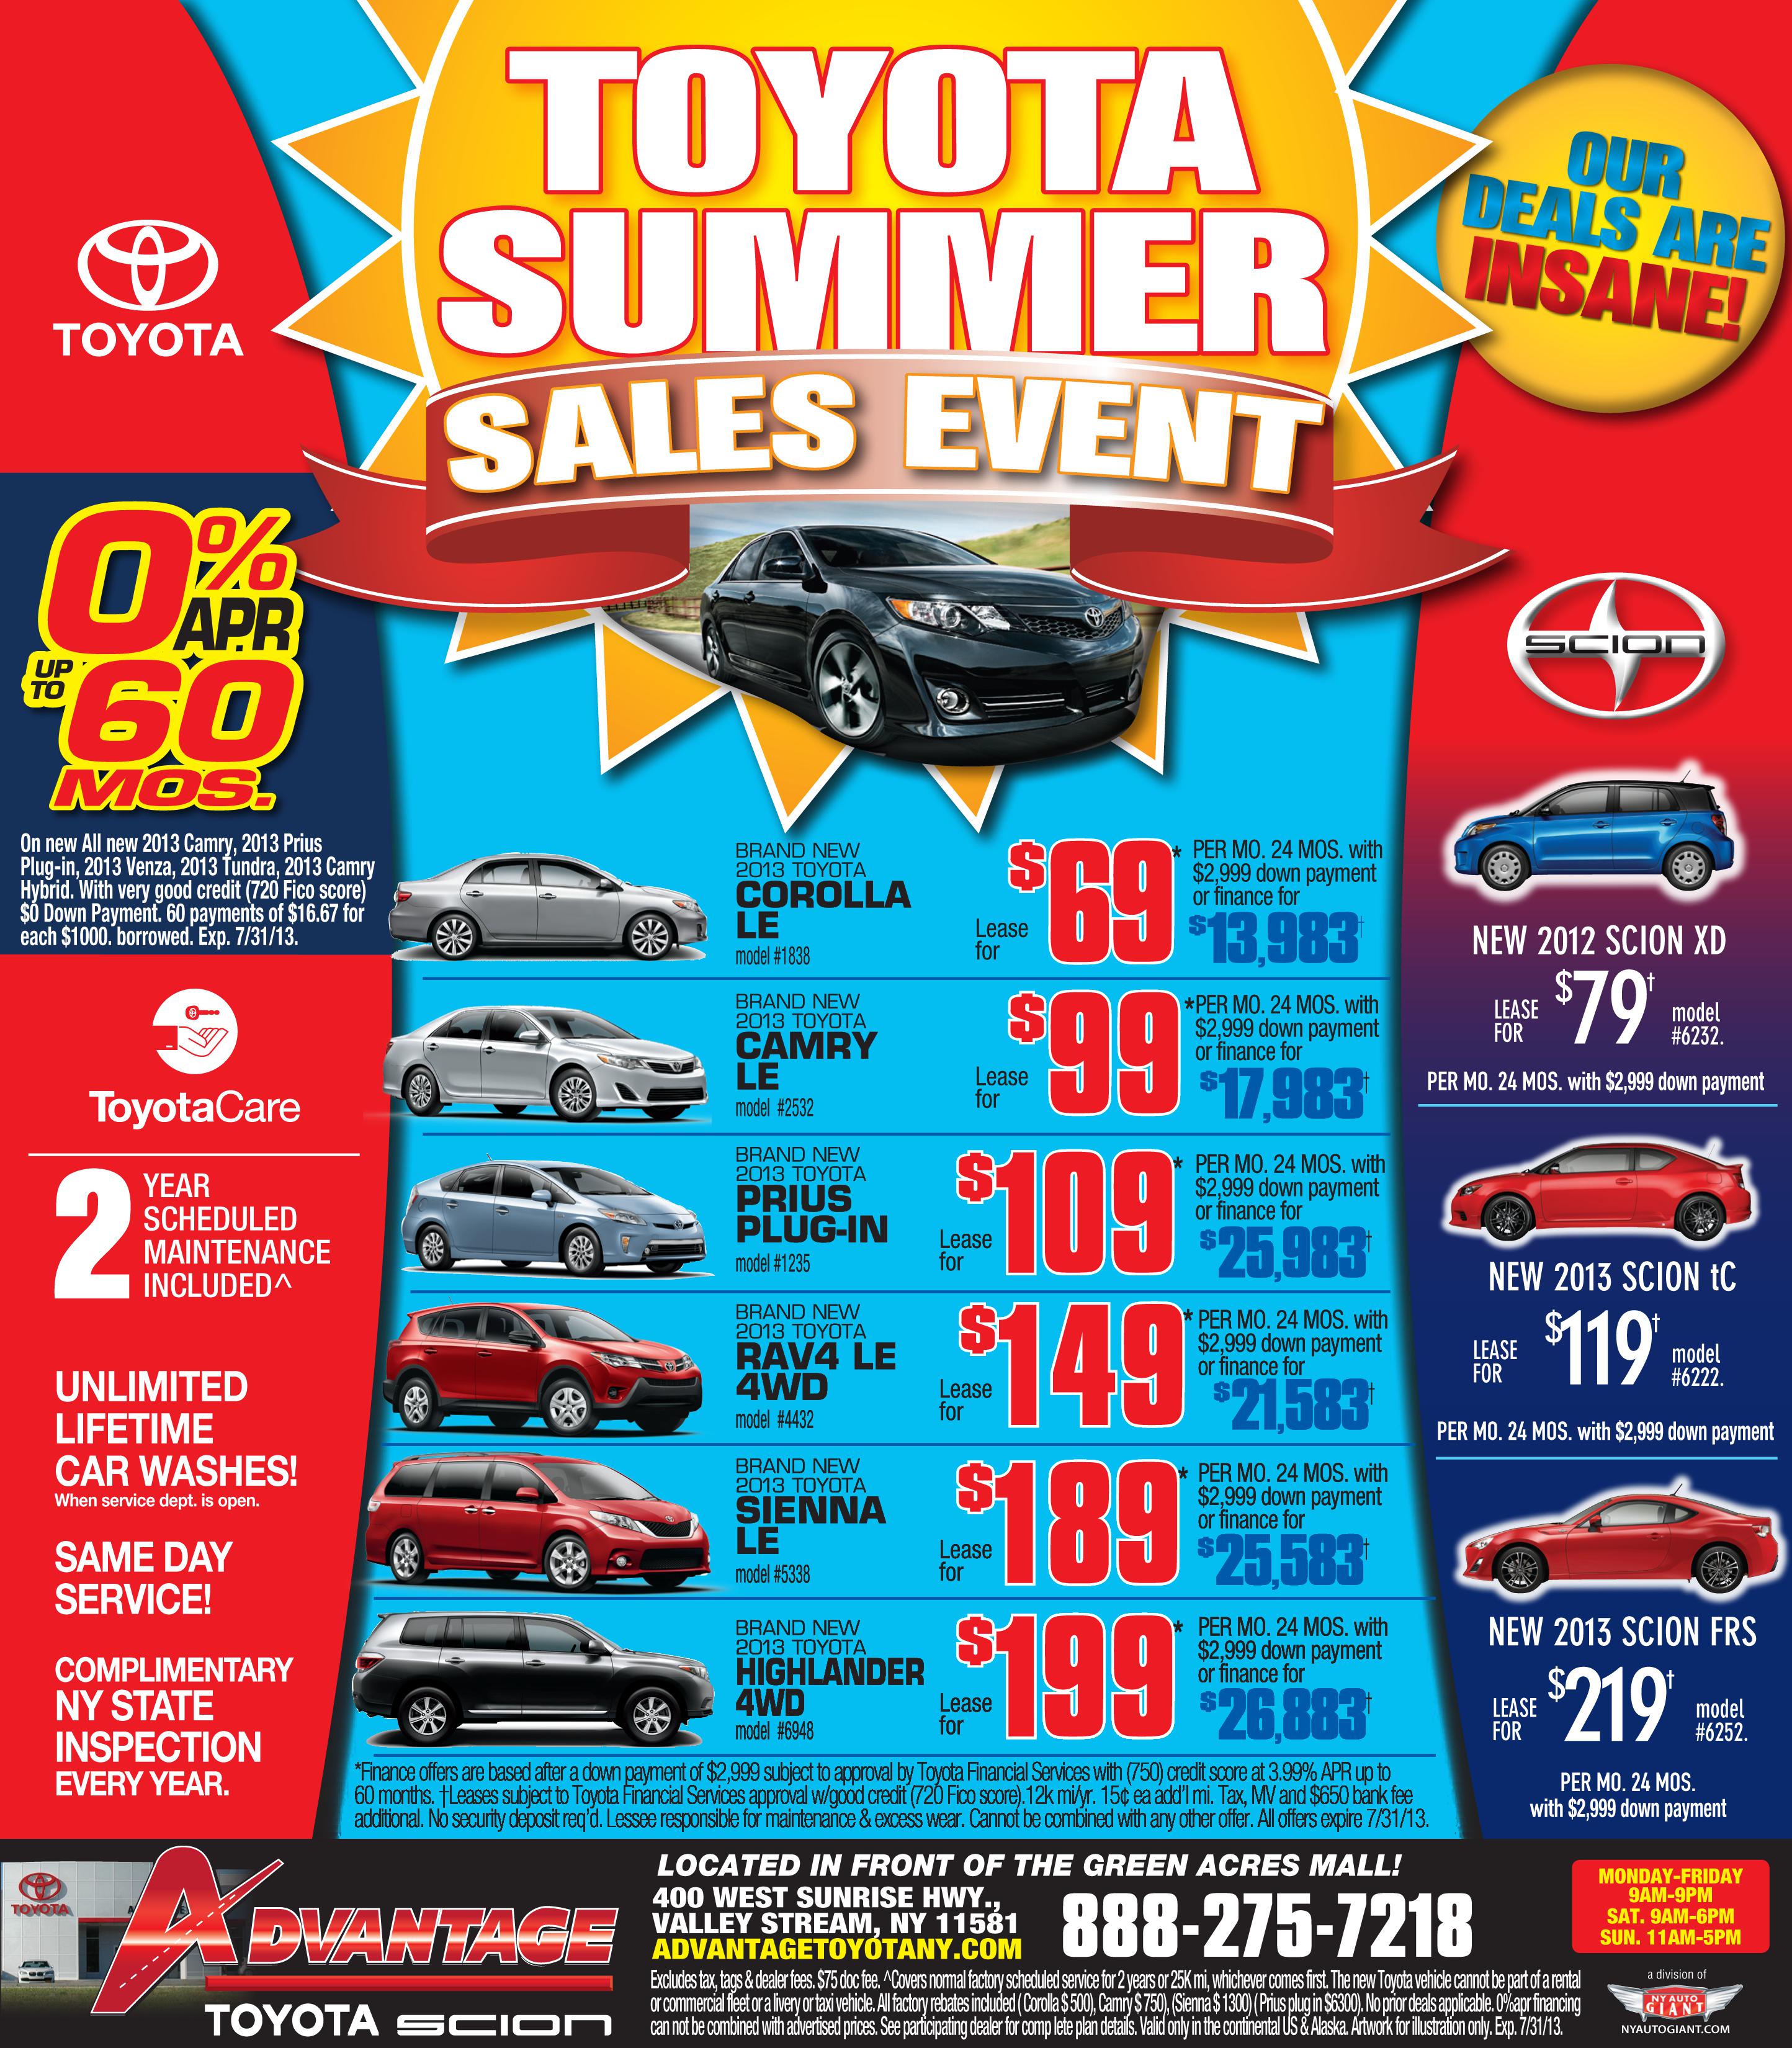 TOYOTA
SUMMER
SALES EVENT
OUR
DEALS ARE
INSANE!
TOYOTA
0%
APR
UP
TO
60
MOS.
On new All new 2013 Camry, 2013 Prius
Plug-in, 2013 Venza, 2013 Tundra, 2013 Camry
Hybrid. With very good credit (720 Fico score)
$0 Down Payment. 60 payments of $16.67 for
each $1000. borrowed. Exp. 7/31/13.
ToyotaCare
2 YEAR
SCHEDULED
MAINTENANCE
INCLUDED^
UNLIMITED
LIFETIME
CAR WASHES!
When service dept. is open.
SAME DAY
SERVICE!
COMPLIMENTARY
NY STATE
INSPECTION
EVERY YEAR.
BRAND NEW
2013 TOYOTA
COROLLA
LE
model #1838
Lease
for
$69*
PER MO. 24 MOS. with
$2,999 down payment
or finance for
$13,983†
BRAND NEW
2013 TOYOTA
CAMRY
LE
model #2532
Lease
for
$99
*PER MO. 24 MOS. with
$2,999 down payment
or finance for
$17,983†
BRAND NEW
2013 TOYOTA
PRIUS
PLUG-IN
model #1235
Lease
for
$109*
PER MO. 24 MOS. with
$2,999 down payment
or finance for
$25,983†
BRAND NEW
2013 TOYOTA
RAV4 LE
4WD
model #4432
Lease
for
$149*
PER MO. 24 MOS. with
$2,999 down payment
or finance for
$21,583†
BRAND NEW
2013 TOYOTA
SIENNA
LE
model #5338
Lease
for
$189*
PER MO. 24 MOS. with
$2,999 down payment
or finance for
$25,583†
BRAND NEW
2013 TOYOTA
HIGHLANDER
4WD
model #6948
Lease
for
$199*
PER MO. 24 MOS. with
$2,999 down payment
or finance for
$26,883†
SCION
NEW 2012 SCION XD
LEASE
FOR
$79†
model
#6232.
PER MO. 24 MOS. with $2,999 down payment
NEW 2013 SCION tC
LEASE
FOR
$119†
model
#6222.
PER MO. 24 MOS. with $2,999 down payment
NEW 2013 SCION FRS
LEASE
FOR
$219†
model
#6252.
PER MO. 24 MOS.
with $2,999 down payment
*Finance offers are based after a down payment of $2,999 subject to approval by Toyota Financial Services with (750) credit score at 3.99% APR up to
60 months. †Leases subject to Toyota Financial Services approval w/good credit (720 Fico score).12k mi/yr. 15¢ ea add'l mi. Tax, MV and $650 bank fee
additional. No security deposit req'd. Lessee responsible for maintenance & excess wear. Cannot be combined with any other offer. All offers expire 7/31/13.
TOYOTA
ADVANTAGE
TOYOTA SCION
LOCATED IN FRONT OF THE GREEN ACRES MALL!
400 WEST SUNRISE HWY.,
VALLEY STREAM, NY 11581
ADVANTAGETOYOTANY.COM
888-275-7218
MONDAY-FRIDAY
9AM-9PM
SAT. 9AM-6PM
SUN. 11AM-5PM
Excludes tax, tags & dealer fees. $75 doc fee. ^Covers normal factory scheduled service for 2 years or 25K mi, whichever comes first. The new Toyota vehicle cannot be part of a rental
or commercial fleet or a livery or taxi vehicle. All factory rebates included ( Corolla $ 500), Camry $ 750), (Sienna $ 1300) ( Prius plug in $6300). No prior deals applicable. 0%apr financing
can not be combined with advertised prices. See participating dealer for comp lete plan details. Valid only in the continental US & Alaska. Artwork for illustration only. Exp. 7/31/13.
a division of
NY AUTO
GIANT
NYAUTOGIANT.COM